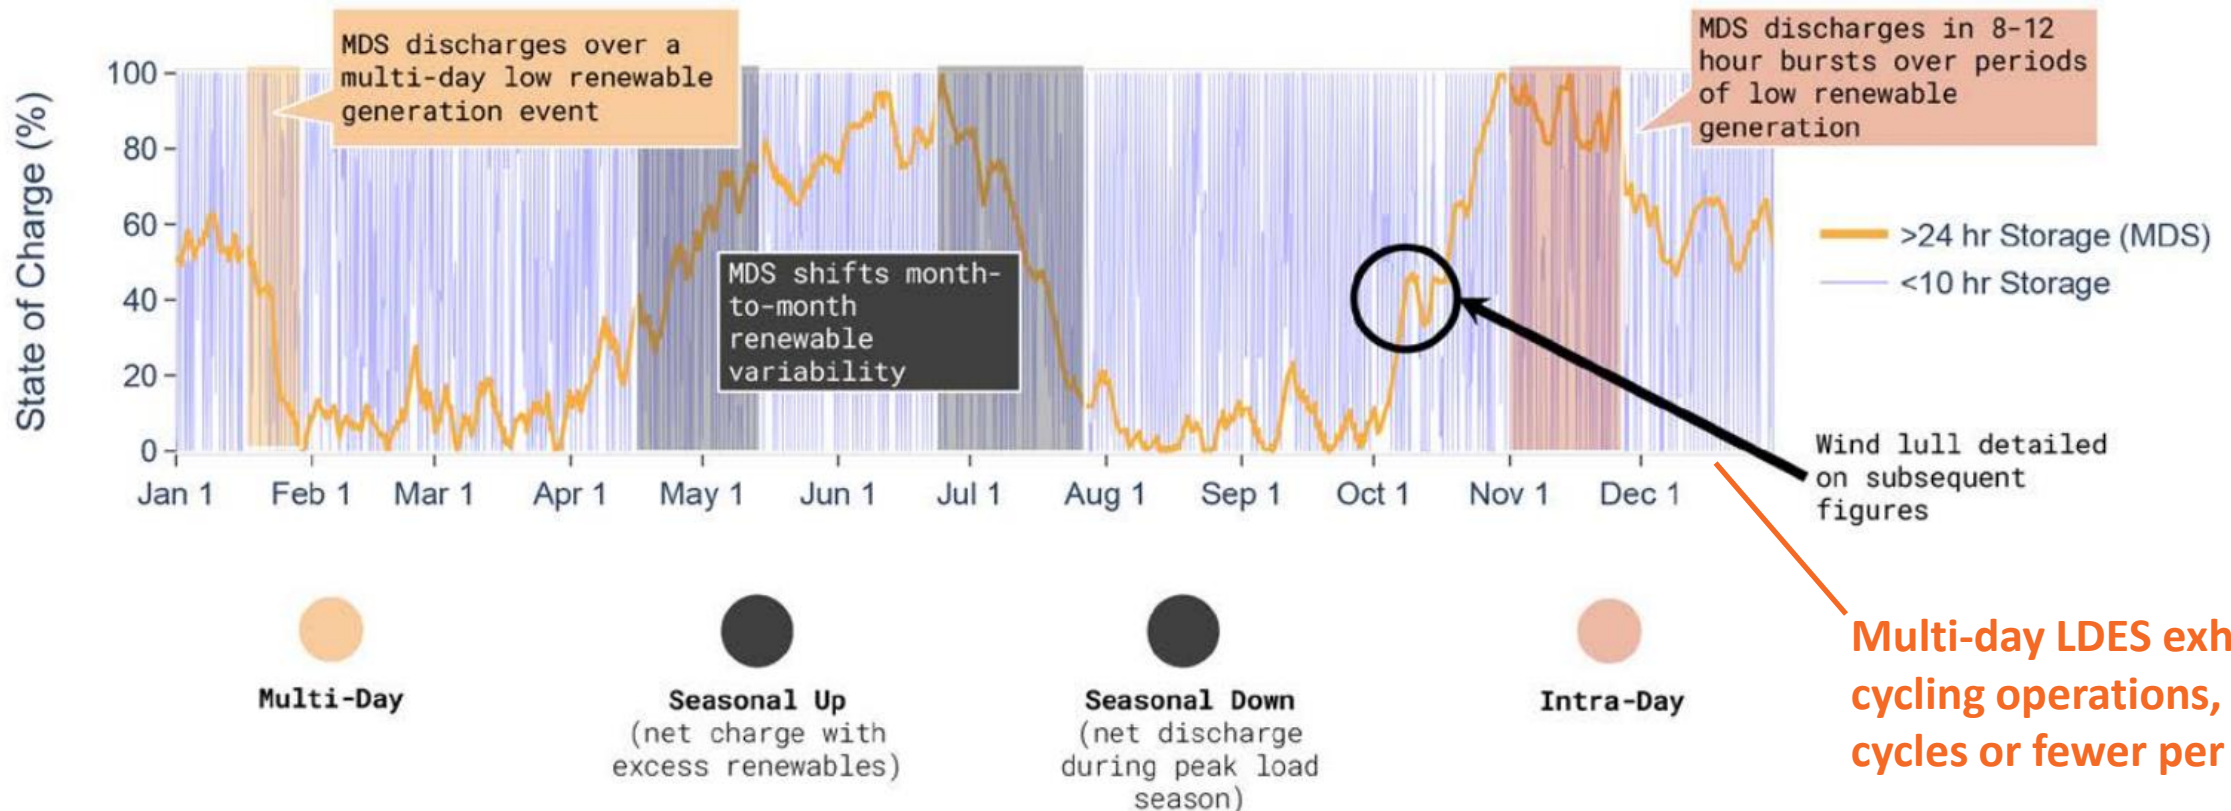 MDS discharges over a
multi-day low renewable
generation event
MDS discharges in 8-12
hour bursts over periods
of low renewable
generation
State of Charge (%)
100
80
60
40
20
0
MDS shifts month-
to-month
renewable
variability
>24 hr Storage (MDS)
<10 hr Storage
Jan 1 Feb 1 Mar 1 Apr 1 May 1 Jun 1 Jul 1 Aug 1 Sep 1 Oct 1 Nov 1 Dec 1
Wind lull detailed
on subsequent
figures
Multi-Day
Seasonal Up
(net charge with
excess renewables)
Seasonal Down
(net discharge
during peak load
season)
Intra-Day
Multi-day LDES exh
cycling operations,
cycles or fewer per